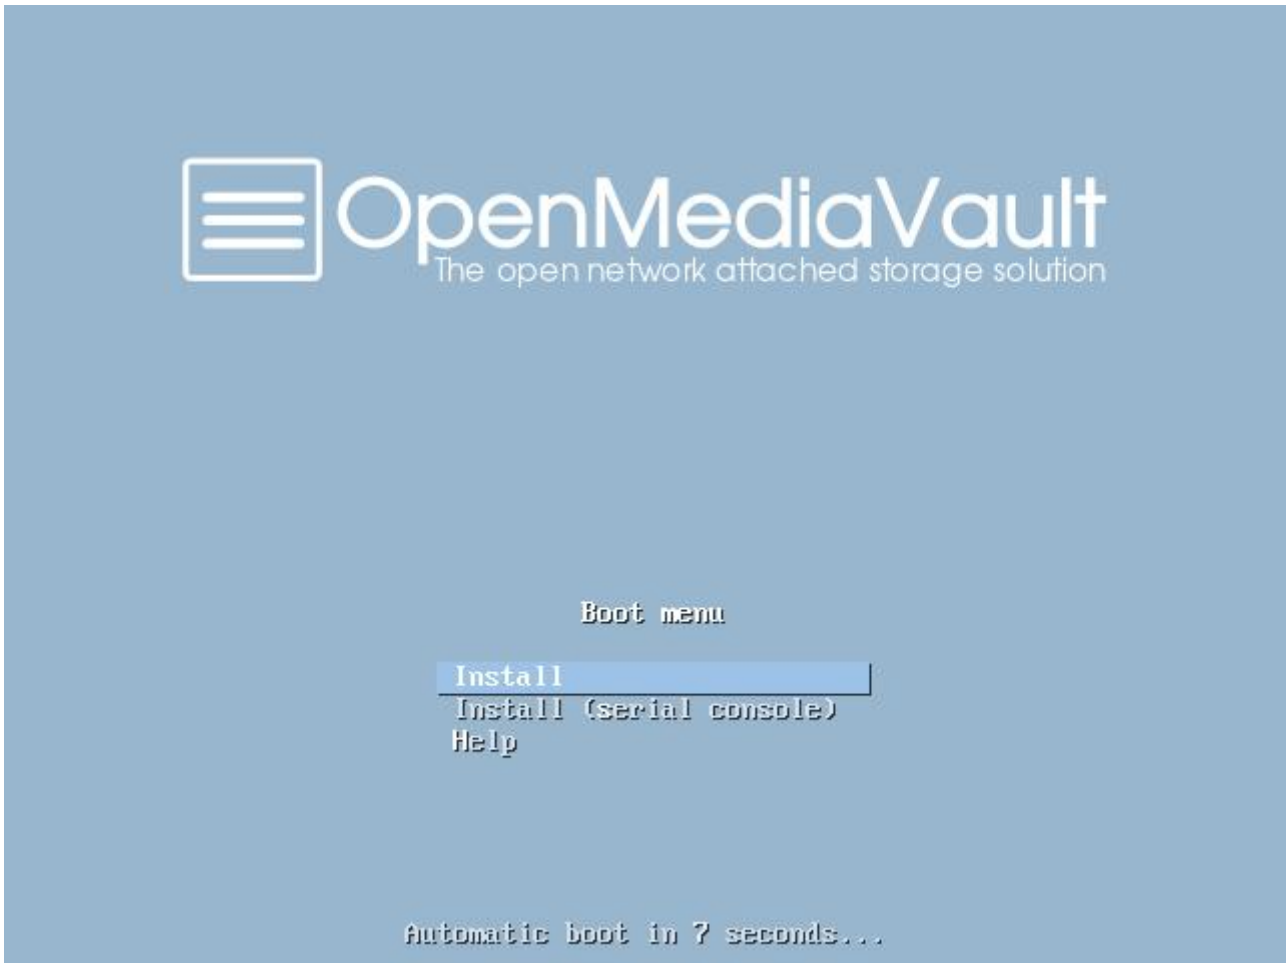 OpenMediaVault
The open network attached storage solution
Boot menu
Install
Install (serial console)
Help
Automatic boot in 7 seconds...